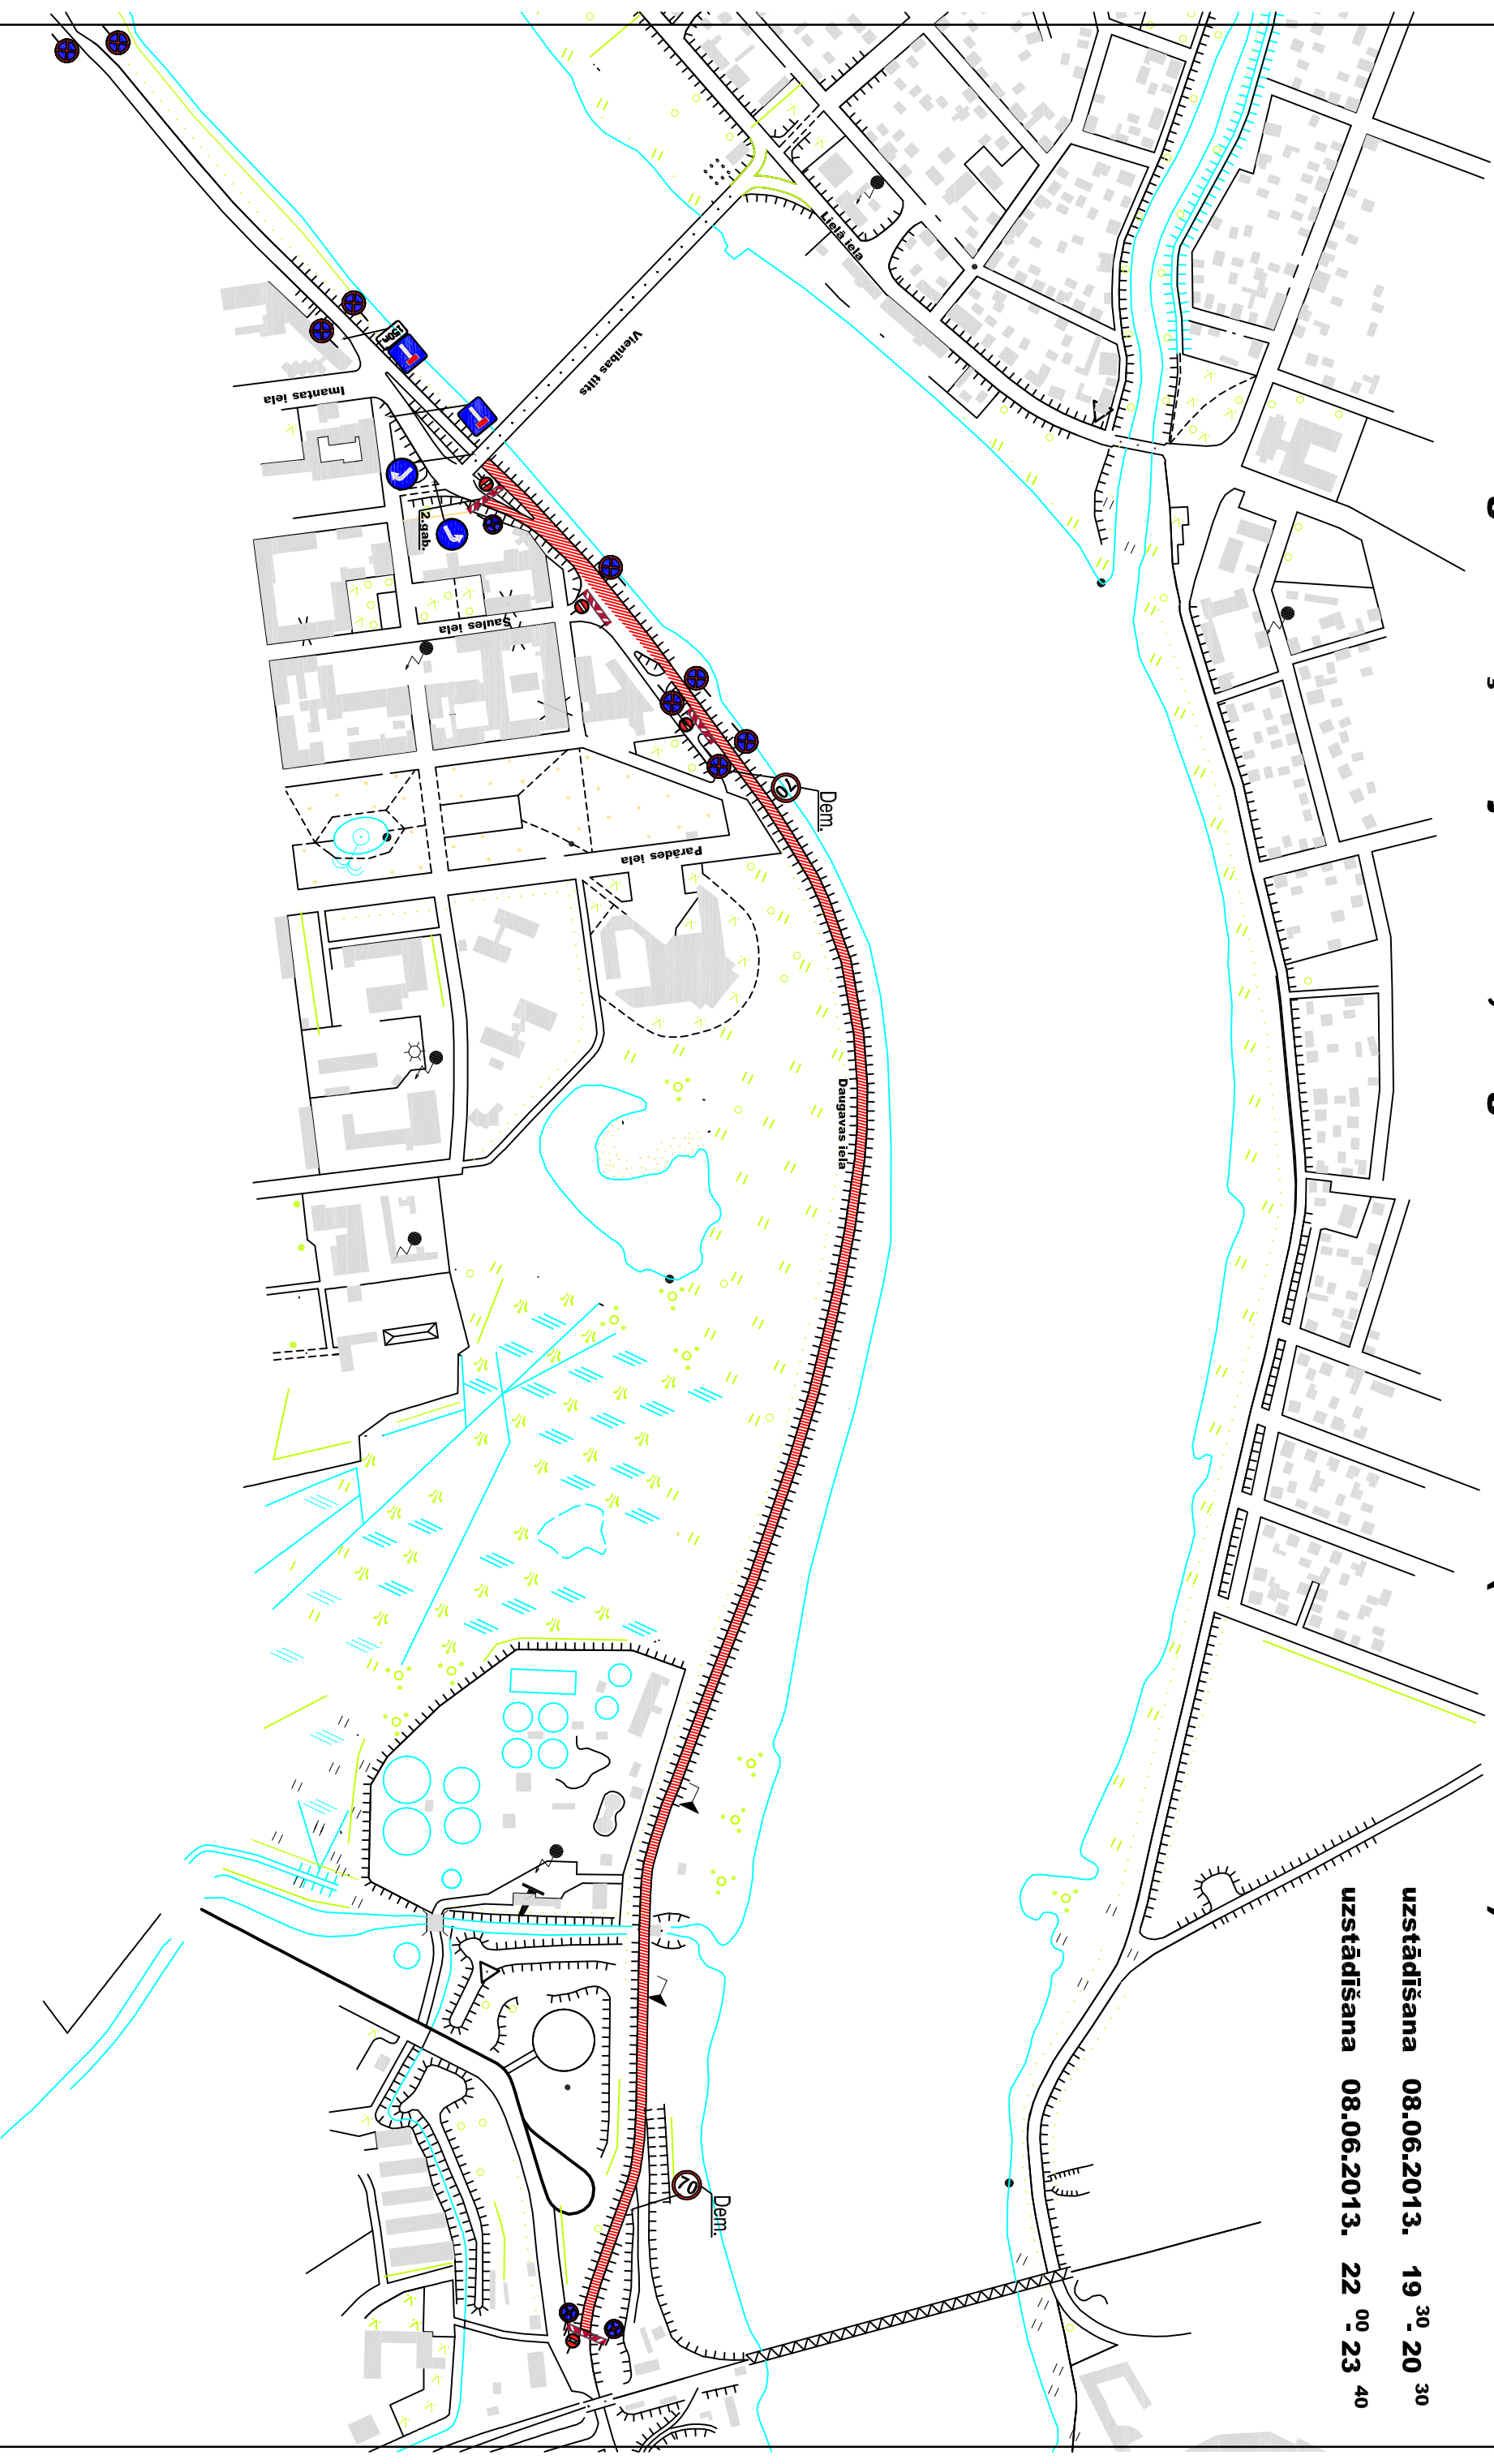 Lielā iela
Vienības tilts
150m
Imantas iela
2.gab.
Saules iela
70
Dem.
Parādes iela
Daugavas iela
70
Dem.
uzstādīšana 08.06.2013. 19 30 - 20 30
uzstādīšana 08.06.2013. 22 00 - 23 40